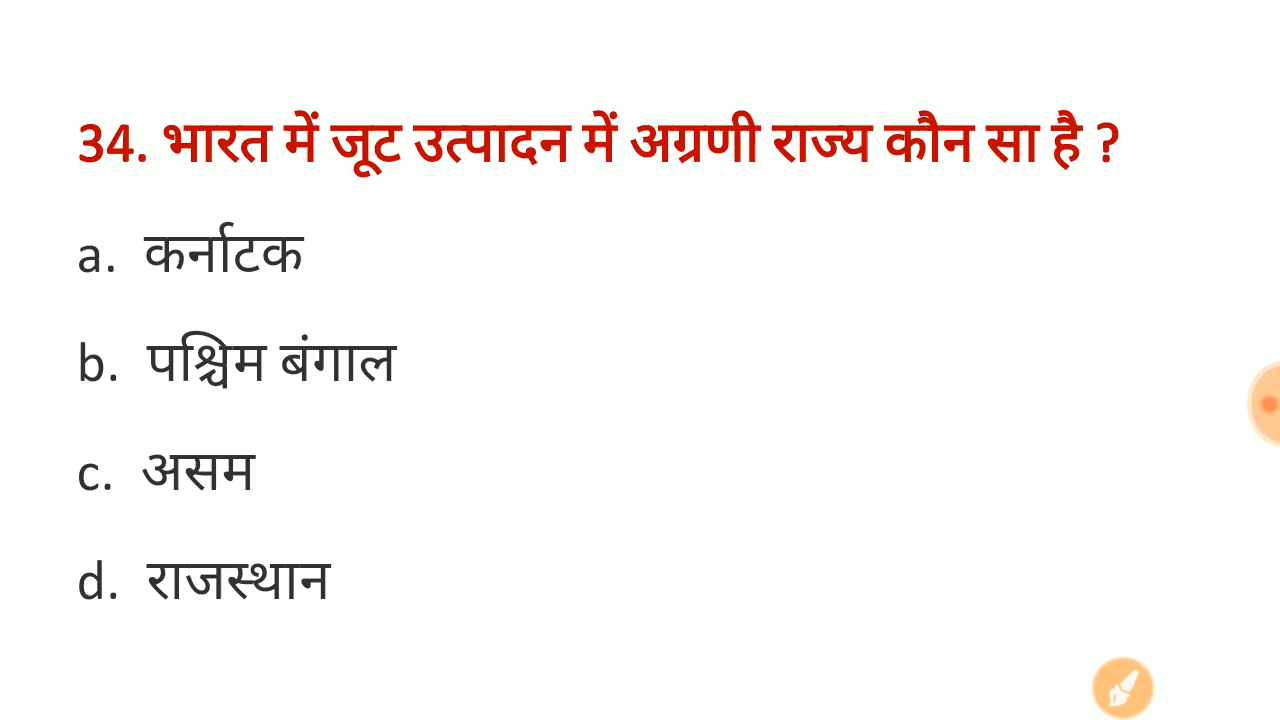 34. भारत में जूट उत्पादन में अग्रणी राज्य कौन सा है ?
a. कर्नाटक
b. पश्चिम बंगाल
c. असम
d. राजस्थान